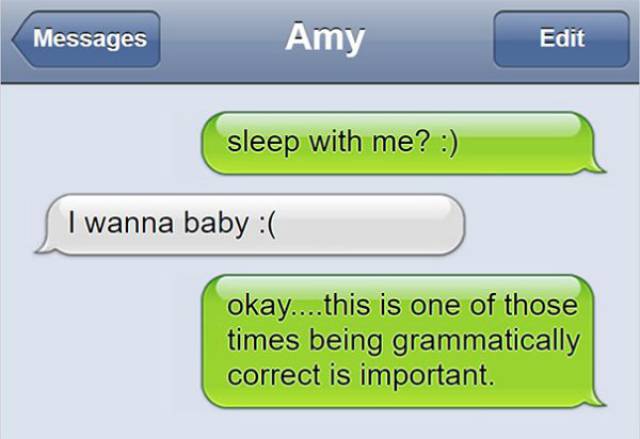 Messages
Amy
Edit
sleep with me? :)
I wanna baby :(
okay....this is one of those
times being grammatically
correct is important.